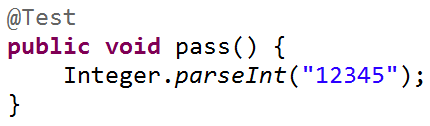 @Test
public void pass() {
    Integer.parseInt("12345");
}